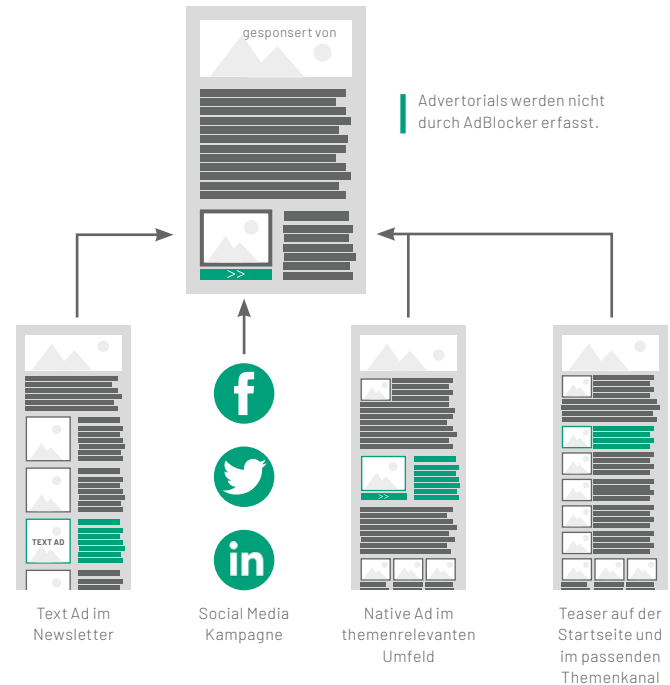 gesponsert von
Advertorials werden nicht
durch AdBlocker erfasst.
>>
>>
TEXT AD
Text Ad im
Newsletter
Social Media
Kampagne
Native Ad im
themenrelevanten
Umfeld
Teaser auf der
Startseite und
im passenden
Themenkanal